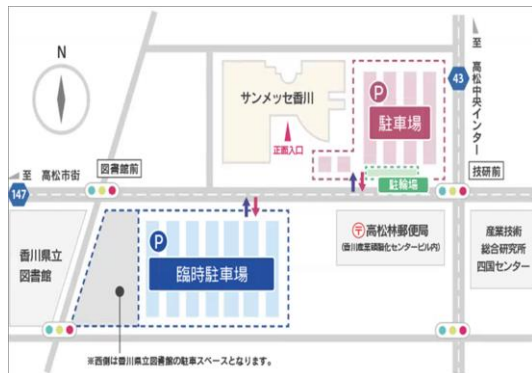 N
至 高松中央インター
43
サンメッセ香川
正面入口
P
駐車場
駐輪場
技研前
至 高松市街
147
図書館前
香川県立
図書館
P
臨時駐車場
〒高松林郵便局
(香川産業頭脳化センタービル内)
産業技術
総合研究所
四国センター
※西側は香川県立図書館の駐車スペースとなります。